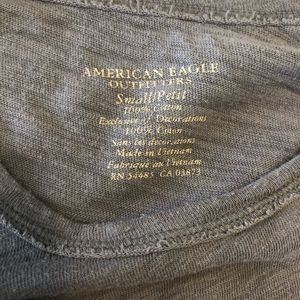 AMERICAN EAGLE
OUTFITTERS
Small/Petit
100% Cotton
Exclusive of Decorations
100% Coton
Sans les decorations
Made in Vietnam
Fabriqué au Vietnam
RN 54485 CA 03873